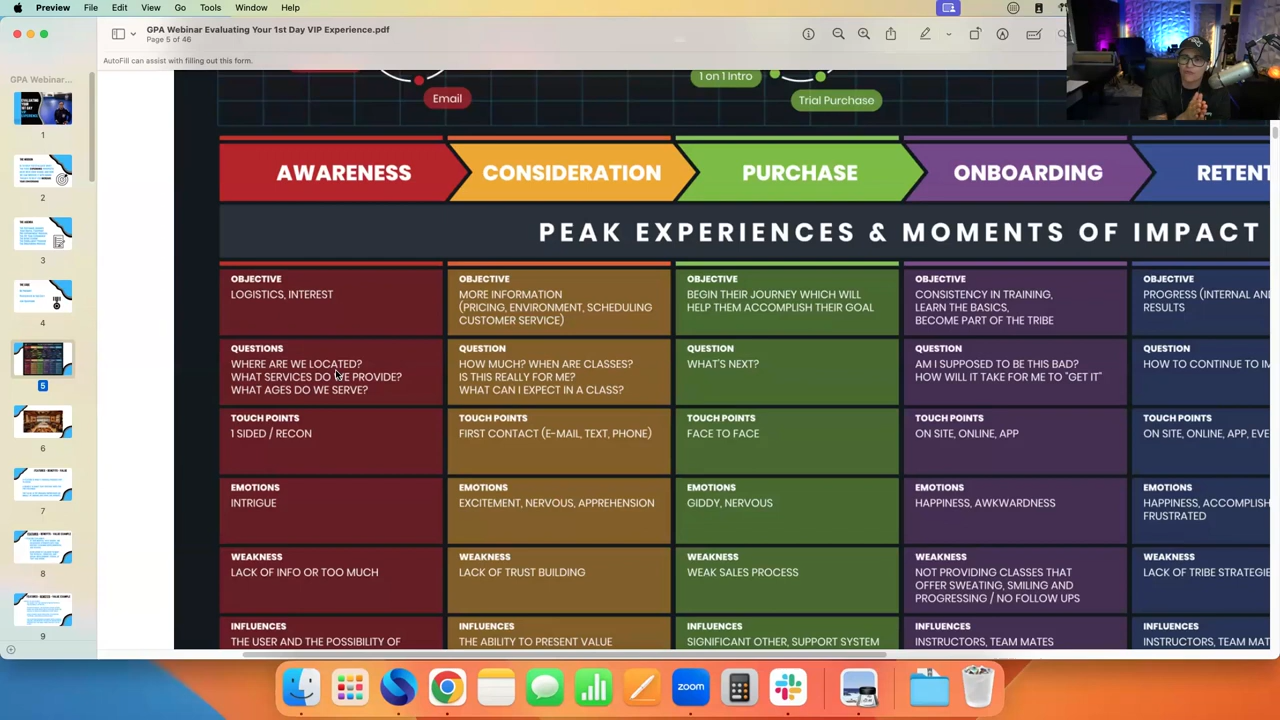 Preview File Edit View Go Tools Window Help
GPA Webinar Evaluating Your 1st Day VIP Experience.pdf
Page 5 of 46
AutoFill can assist with filling out this form.
GPA Webinar...
1
2
3
4
5
6
7
8
9
Email
1 on 1 Intro
Trial Purchase
AWARENESS CONSIDERATION PURCHASE ONBOARDING RETENT
PEAK EXPERIENCES & MOMENTS OF IMPACT
OBJECTIVE
LOGISTICS, INTEREST
OBJECTIVE
MORE INFORMATION
(PRICING, ENVIRONMENT, SCHEDULING
CUSTOMER SERVICE)
OBJECTIVE
BEGIN THEIR JOURNEY WHICH WILL
HELP THEM ACCOMPLISH THEIR GOAL
OBJECTIVE
CONSISTENCY IN TRAINING,
LEARN THE BASICS,
BECOME PART OF THE TRIBE
OBJECTIVE
PROGRESS (INTERNAL AND
RESULTS
QUESTIONS
WHERE ARE WE LOCATED?
WHAT SERVICES DO WE PROVIDE?
WHAT AGES DO WE SERVE?
QUESTION
HOW MUCH? WHEN ARE CLASSES?
IS THIS REALLY FOR ME?
WHAT CAN I EXPECT IN A CLASS?
QUESTION
WHAT'S NEXT?
QUESTION
AM I SUPPOSED TO BE THIS BAD?
HOW WILL IT TAKE FOR ME TO "GET IT"
QUESTION
HOW TO CONTINUE TO IM
TOUCH POINTS
1 SIDED / RECON
TOUCH POINTS
FIRST CONTACT (E-MAIL, TEXT, PHONE)
TOUCH POINTS
FACE TO FACE
TOUCH POINTS
ON SITE, ONLINE, APP
TOUCH POINTS
ON SITE, ONLINE, APP, EVE
EMOTIONS
INTRIGUE
EMOTIONS
EXCITEMENT, NERVOUS, APPREHENSION
EMOTIONS
GIDDY, NERVOUS
EMOTIONS
HAPPINESS, AWKWARDNESS
EMOTIONS
HAPPINESS, ACCOMPLISH
FRUSTRATED
WEAKNESS
LACK OF INFO OR TOO MUCH
WEAKNESS
LACK OF TRUST BUILDING
WEAKNESS
WEAK SALES PROCESS
WEAKNESS
NOT PROVIDING CLASSES THAT
OFFER SWEATING, SMILING AND
PROGRESSING / NO FOLLOW UPS
WEAKNESS
LACK OF TRIBE STRATEGIE
INFLUENCES
THE USER AND THE POSSIBILITY OF
INFLUENCES
THE ABILITY TO PRESENT VALUE
INFLUENCES
SIGNIFICANT OTHER, SUPPORT SYSTEM
INFLUENCES
INSTRUCTORS, TEAM MATES
INFLUENCES
INSTRUCTORS, TEAM MAT
zoom